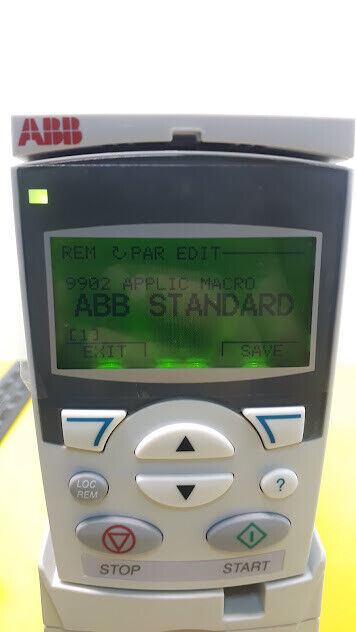 ABB
REM ↻ PAR EDIT
9902 APPLIC MACRO
ABB STANDARD
[1]
EXIT SAVE
LOC REM
?
STOP START